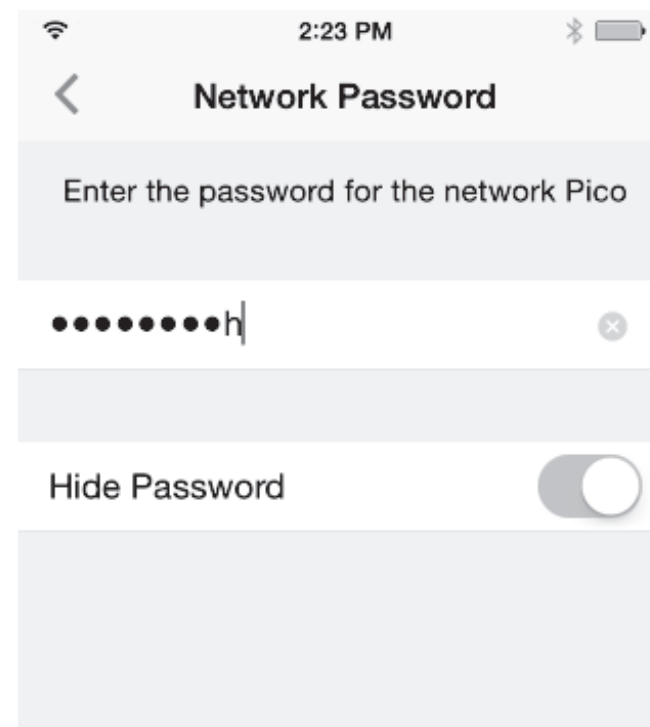 2:23 PM
Network Password
Enter the password for the network Pico
●●●●●●●●h
Hide Password